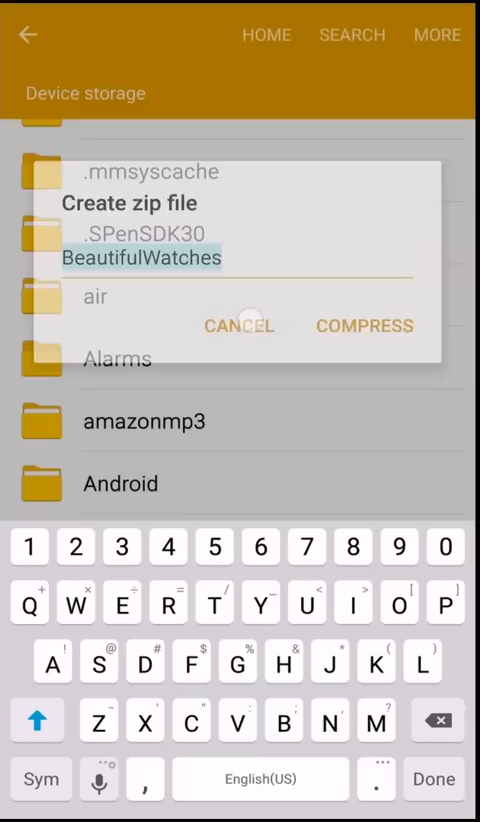 HOME SEARCH MORE
Device storage
.mmsyscache
Create zip file
.SPenSDK30
BeautifulWatches
air
CANCEL COMPRESS
Alarms
amazonmp3
Android
1 2 3 4 5 6 7 8 9 0
+ × ÷ = / _ < > [ ]
Q W E R T Y U I O P
! @ # $ % & * ( )
A S D F G H J K L
- ' " : ; , ?
Z X C V B N M
Sym , English(US) . Done